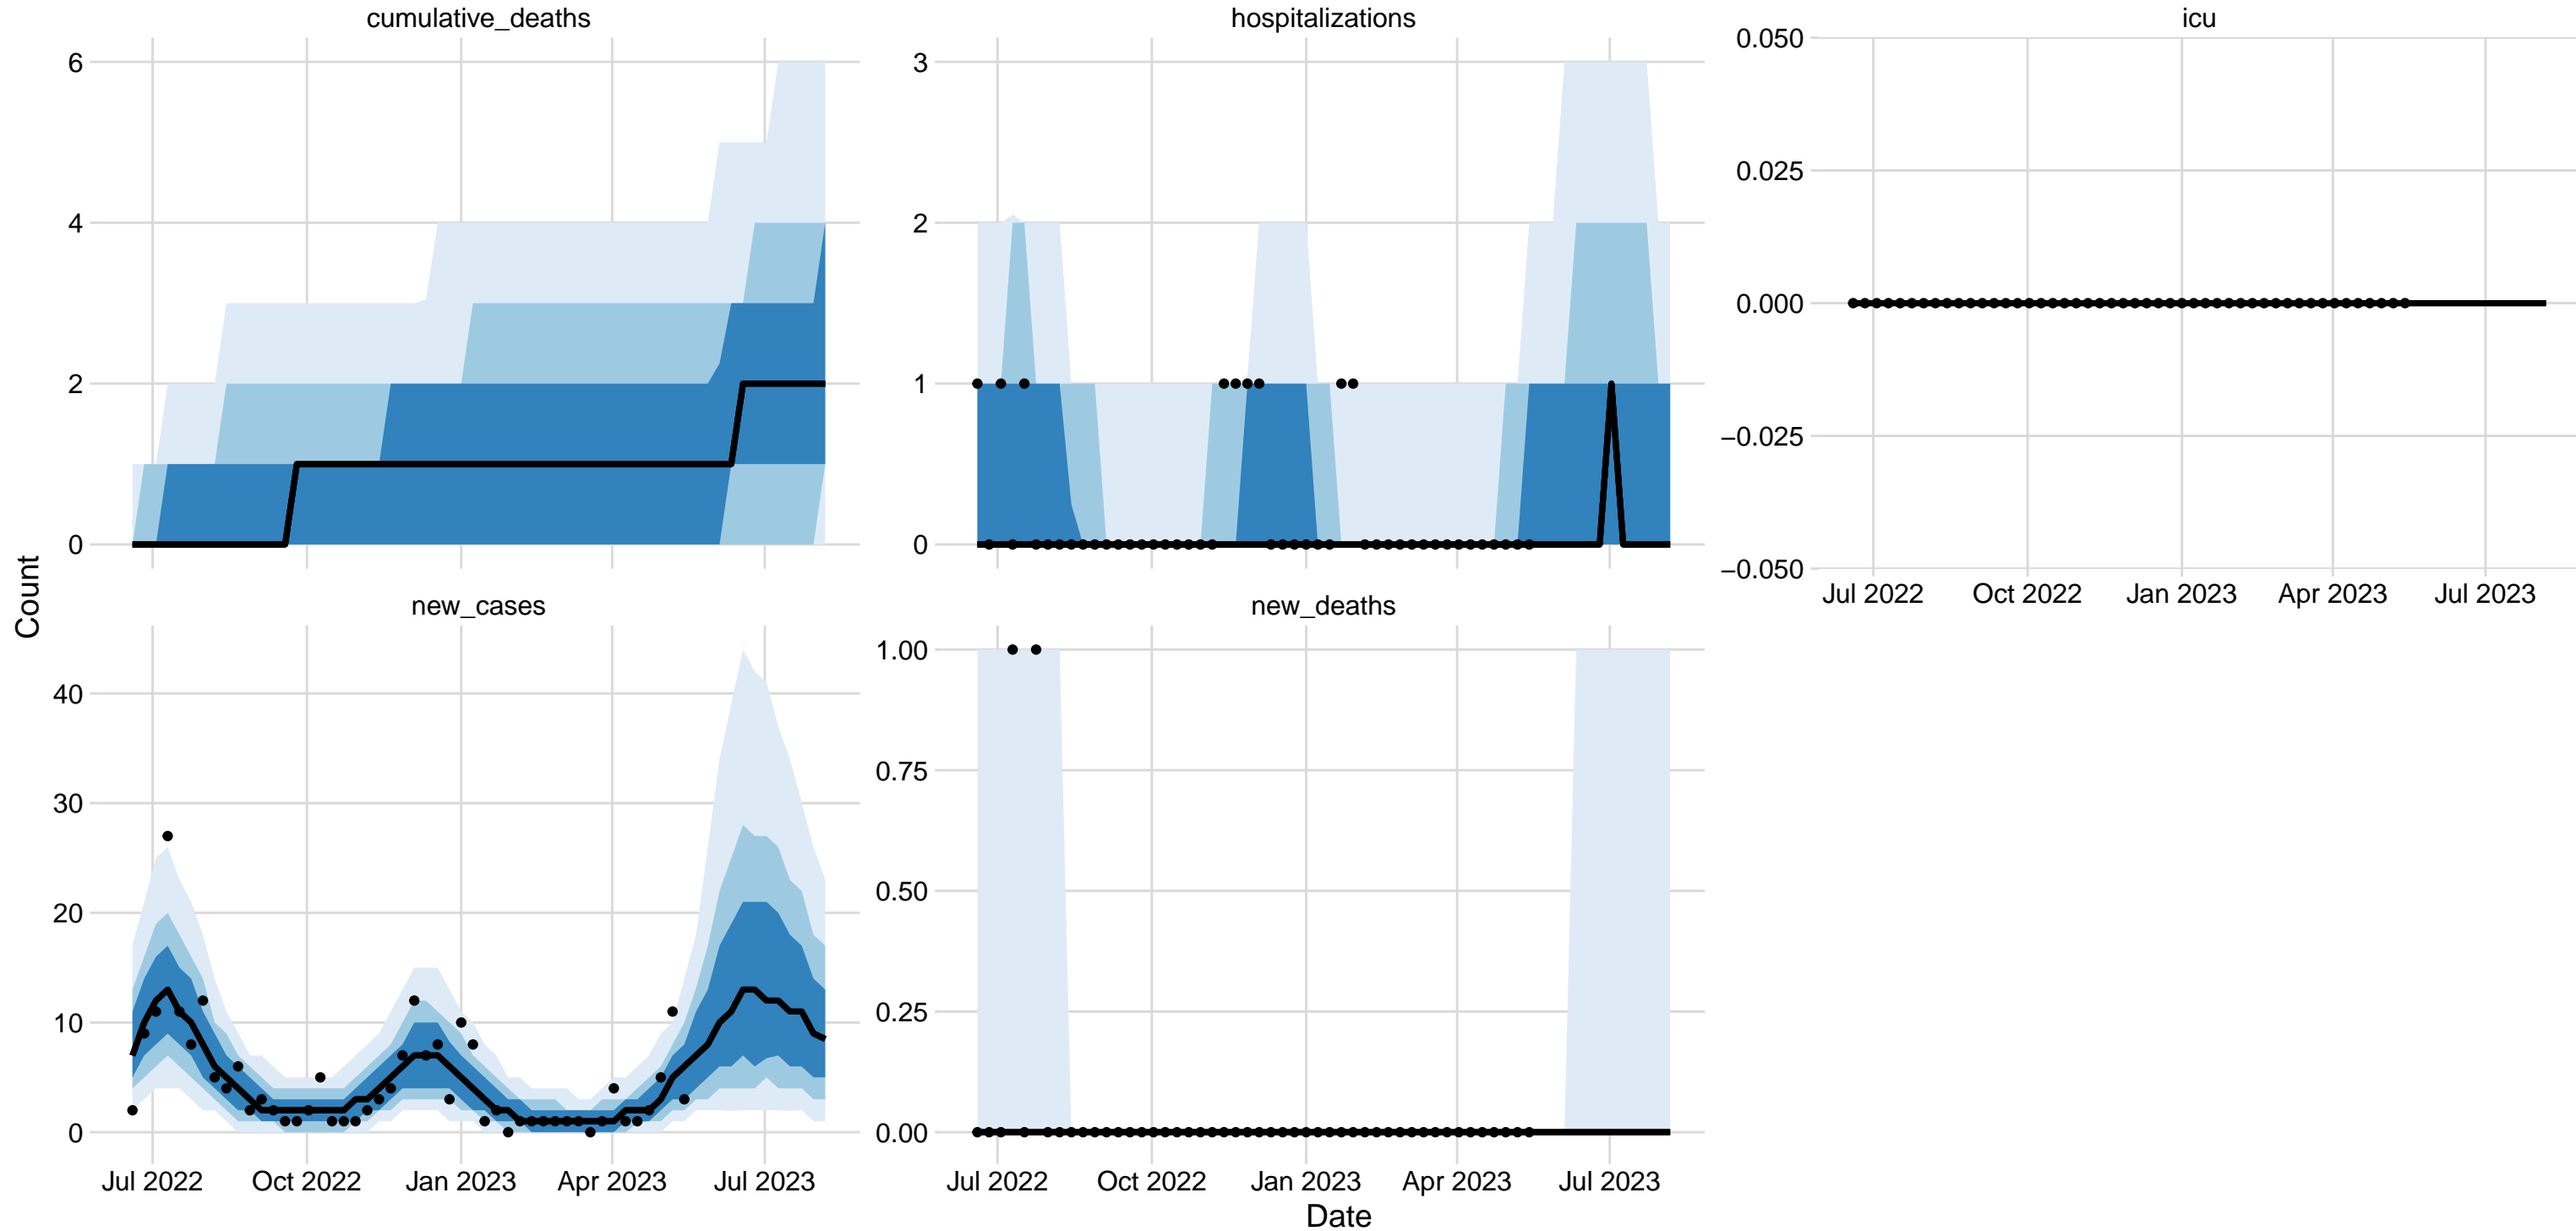 cumulative_deaths
hospitalizations
icu
6
4
2
0
3
2
1
0
0.050
0.025
0.000
−0.025
−0.050
Jul 2022 Oct 2022 Jan 2023 Apr 2023 Jul 2023
Count
new_cases
new_deaths
40
30
20
10
0
1.00
0.75
0.50
0.25
0.00
Jul 2022 Oct 2022 Jan 2023 Apr 2023 Jul 2023
Jul 2022 Oct 2022 Jan 2023 Apr 2023 Jul 2023
Date